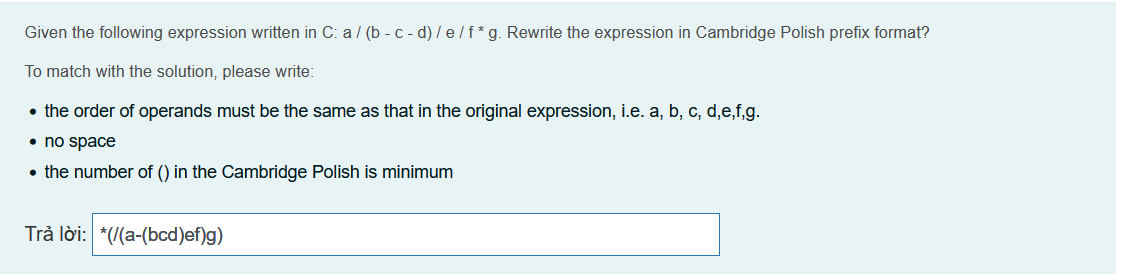 Given the following expression written in C: a / (b - c - d) / e / f * g. Rewrite the expression in Cambridge Polish prefix format?
To match with the solution, please write:
• the order of operands must be the same as that in the original expression, i.e. a, b, c, d,e,f,g.
• no space
• the number of () in the Cambridge Polish is minimum
Trả lời: *(/(a-(bcd)ef)g)